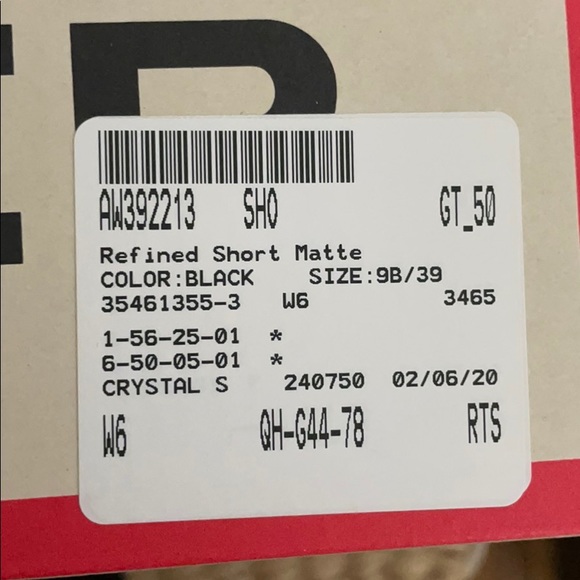 AW392213 SHO GT_50
Refined Short Matte
COLOR:BLACK SIZE:9B/39
35461355-3 W6 3465
1-56-25-01 *
6-50-05-01 *
CRYSTAL S 240750 02/06/20
W6 QH-G44-78 RTS